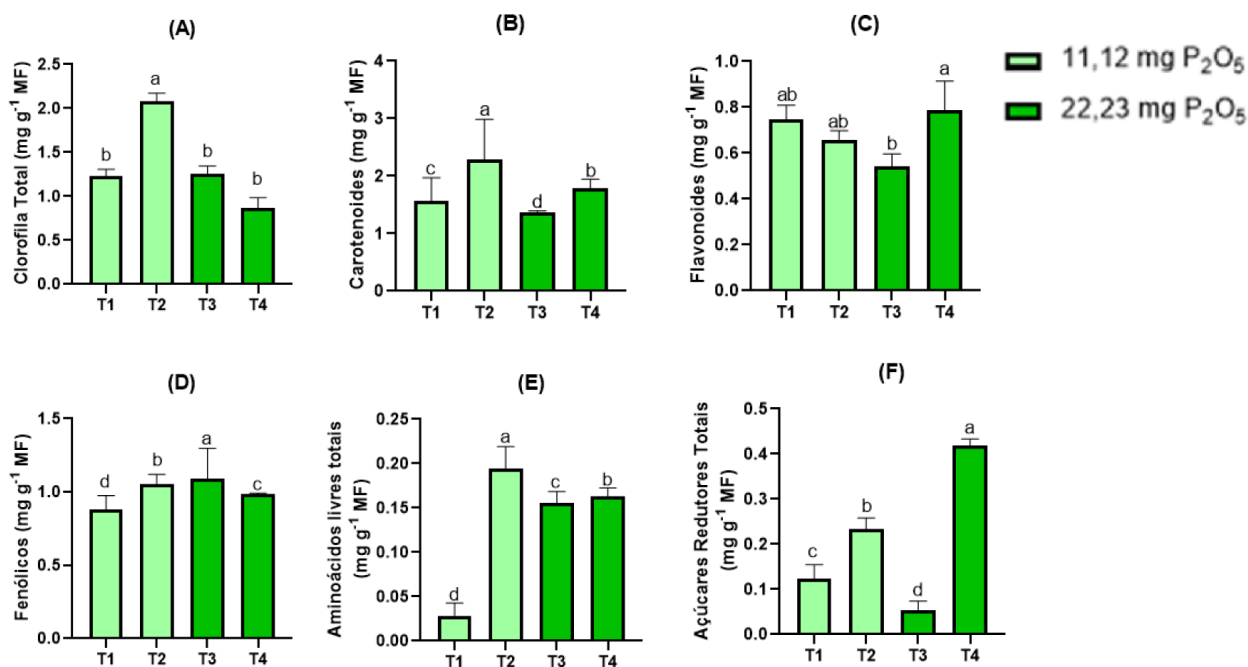 (A)
Clorofila Total (mg g⁻¹ MF)
2.5
2.0
1.5
1.0
0.5
0.0
b
a
b
b
T1 T2 T3 T4
(B)
Carotenoides (mg g⁻¹ MF)
4
3
2
1
0
c
a
d
b
T1 T2 T3 T4
(C)
Flavonoides (mg g⁻¹ MF)
1.0
0.8
0.6
0.4
0.2
0.0
ab
ab
b
a
T1 T2 T3 T4
11,12 mg P₂O₅
22,23 mg P₂O₅
(D)
Fenólicos (mg g⁻¹ MF)
1.5
1.0
0.5
0.0
d
b
a
c
T1 T2 T3 T4
(E)
Aminoácidos livres totais
(mg g⁻¹ MF)
0.25
0.20
0.15
0.10
0.05
0.00
d
a
c
b
T1 T2 T3 T4
(F)
Açúcares Redutores Totais
(mg g⁻¹ MF)
0.5
0.4
0.3
0.2
0.1
0.0
c
b
d
a
T1 T2 T3 T4